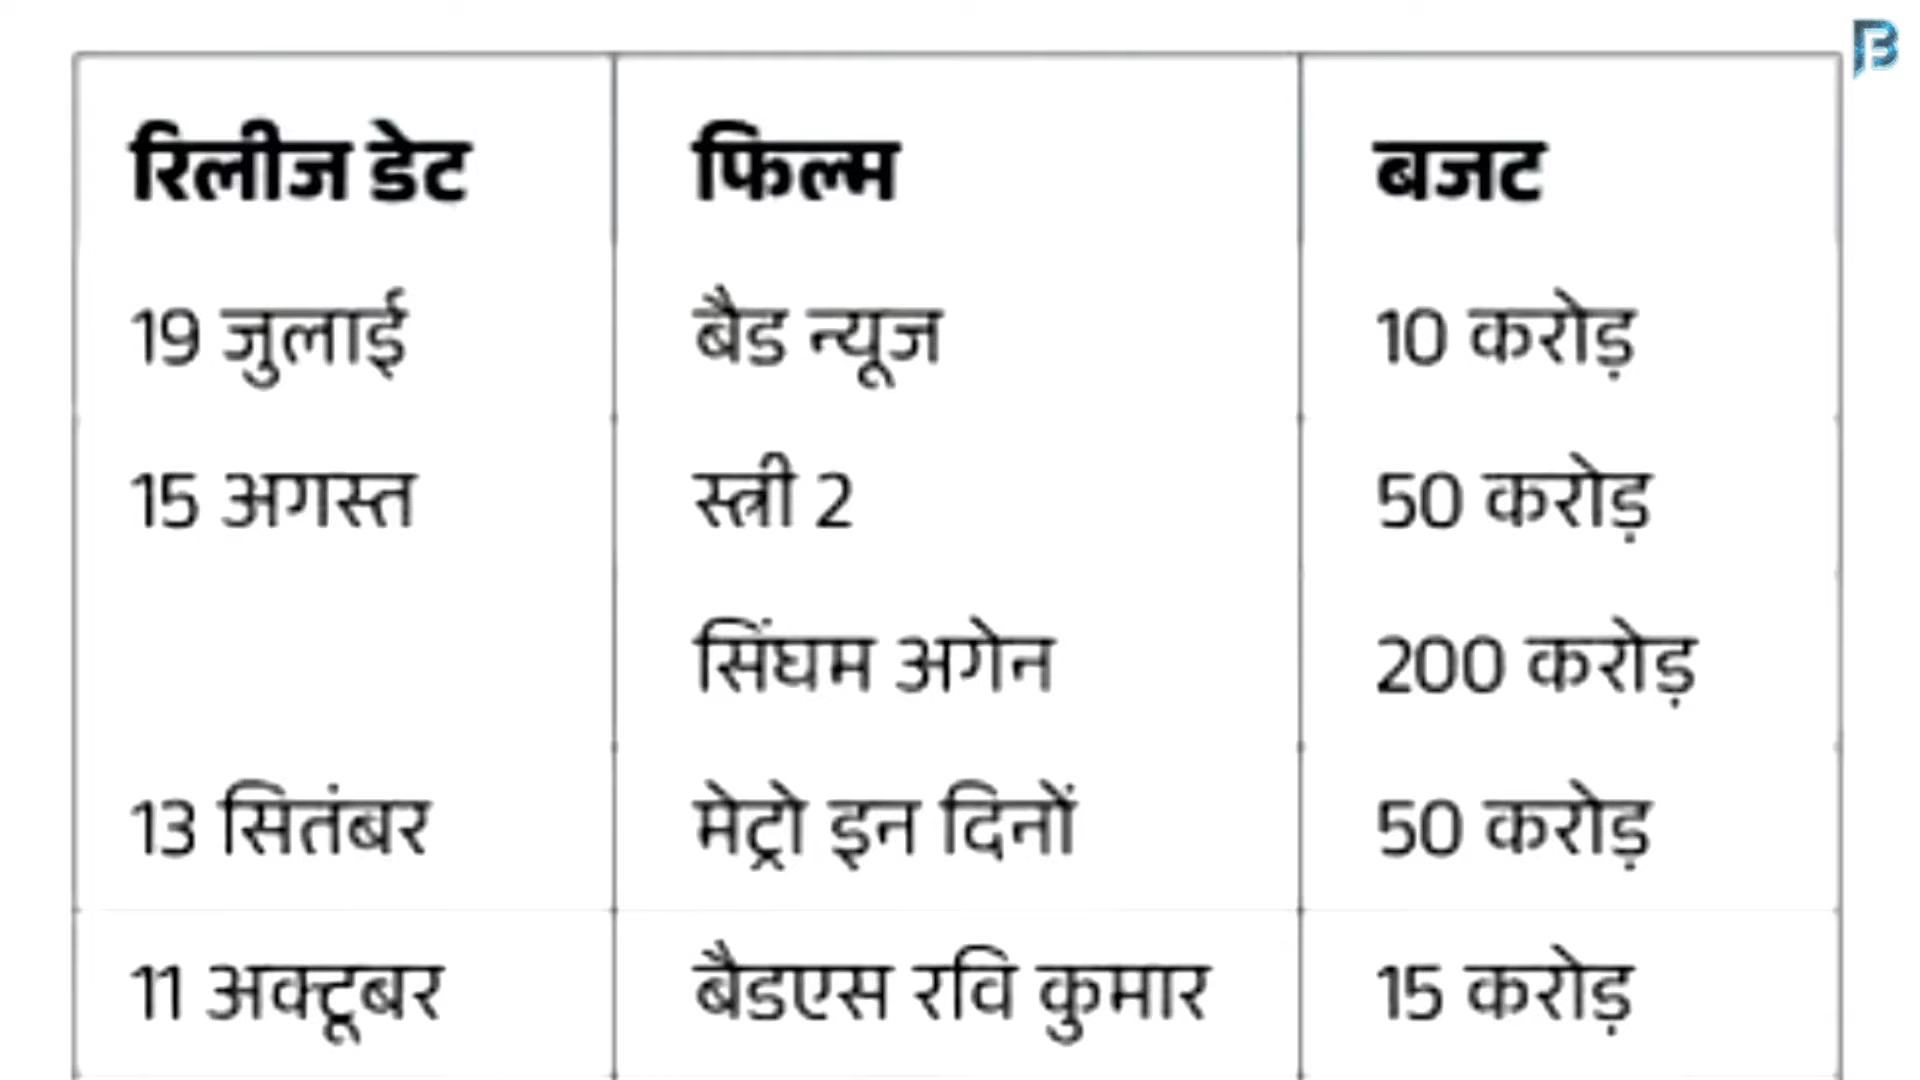 रिलीज डेट फिल्म बजट
19 जुलाई बैड न्यूज 10 करोड़
15 अगस्त स्त्री 2 50 करोड़
सिंघम अगेन 200 करोड़
13 सितंबर मेट्रो इन दिनों 50 करोड़
11 अक्टूबर बैडएस रवि कुमार 15 करोड़